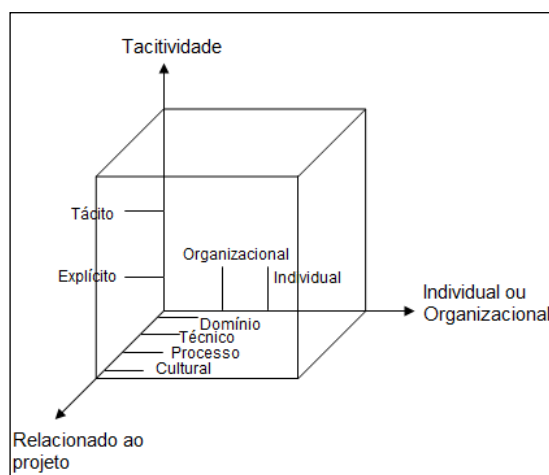 Tacitividade
Tácito
Organizacional
Explícito
Individual
Individual ou
Organizacional
Domínio
Técnico
Processo
Cultural
Relacionado ao
projeto